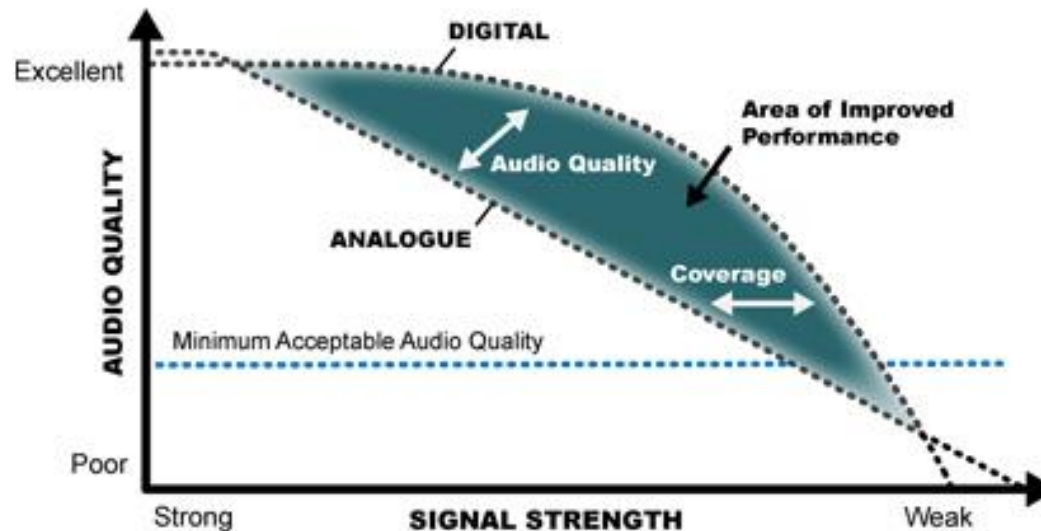 DIGITAL
Excellent
Area of Improved
Performance
Audio Quality
ANALOGUE
Coverage
AUDIO QUALITY
Minimum Acceptable Audio Quality
Poor
Strong
SIGNAL STRENGTH
Weak